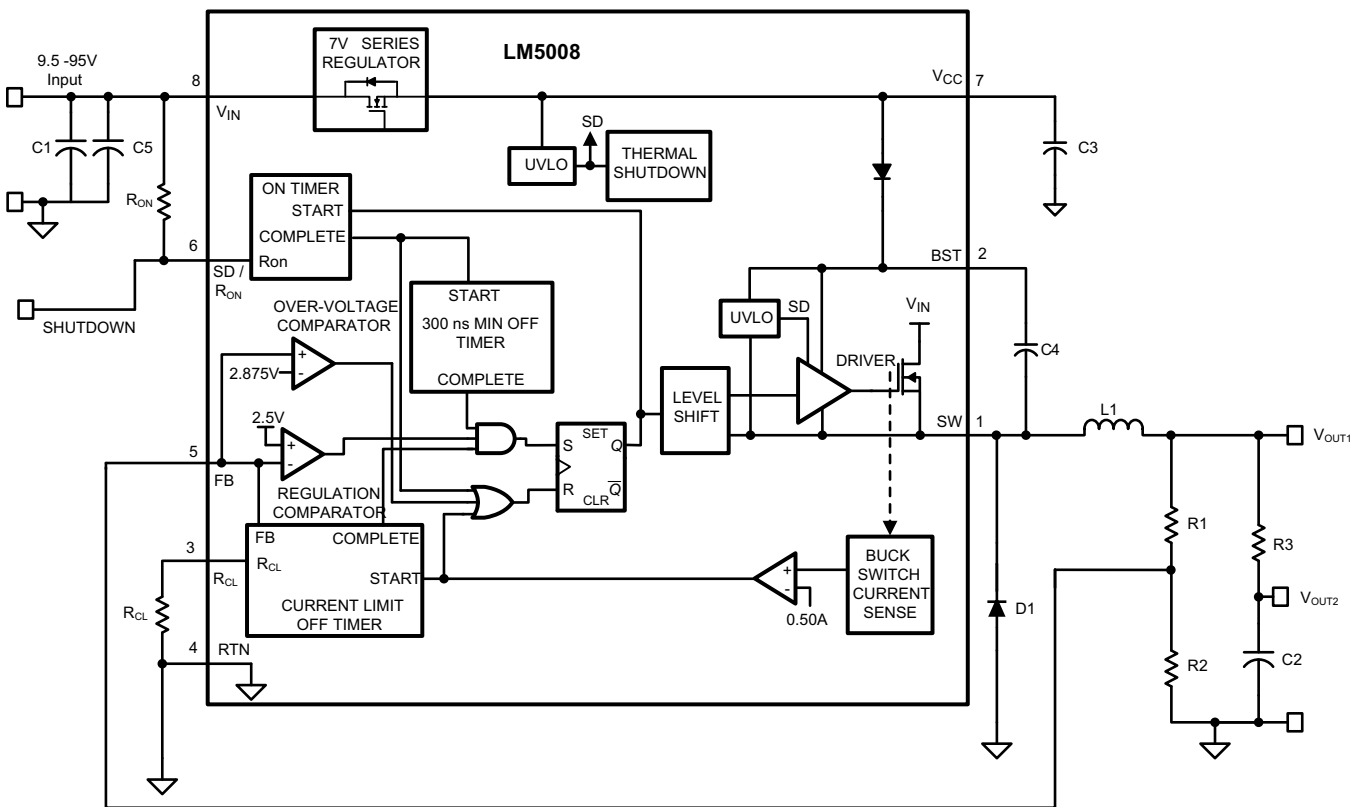 LM5008
7V SERIES
REGULATOR
9.5 -95V
Input
8
VIN
VCC
7
C1
C5
RON
SD
UVLO
THERMAL
SHUTDOWN
C3
ON TIMER
START
COMPLETE
Ron
6
SD /
RON
SHUTDOWN
BST
2
START
300 ns MIN OFF
TIMER
COMPLETE
OVER-VOLTAGE
COMPARATOR
+
-
2.875V
UVLO
SD
VIN
DRIVER
C4
LEVEL
SHIFT
SW
1
L1
VOUT1
2.5V
+
-
5
FB
REGULATION
COMPARATOR
S
SET
Q
R
CLR
Q
FB
COMPLETE
3
RCL
RCL
START
CURRENT LIMIT
OFF TIMER
RCL
4
RTN
+
-
0.50A
BUCK
SWITCH
CURRENT
SENSE
D1
R1
R3
VOUT2
R2
C2